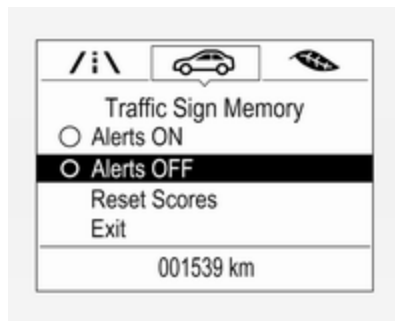 Traffic Sign Memory
Alerts ON
Alerts OFF
Reset Scores
Exit
001539 km